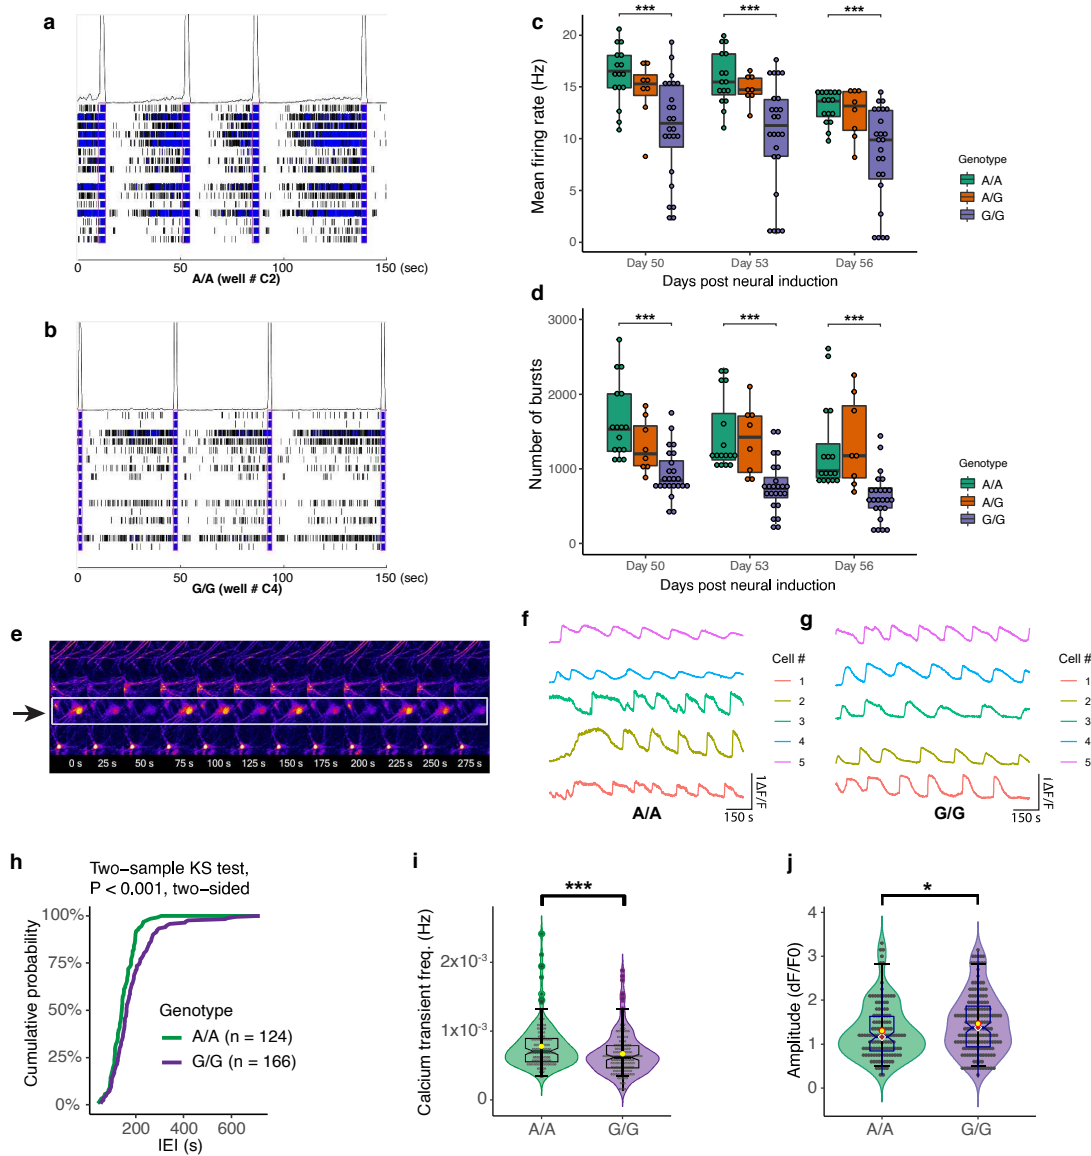 a
0
50
100
150
(sec)
A/A (well # C2)
b
0
50
100
150
(sec)
G/G (well # C4)
c
Mean firing rate (Hz)
20
15
10
5
0
***
***
***
Day 50
Day 53
Day 56
Days post neural induction
Genotype
A/A
A/G
G/G
d
Number of bursts
3000
2000
1000
0
***
***
***
Day 50
Day 53
Day 56
Days post neural induction
Genotype
A/A
A/G
G/G
e
0 s 25 s 50 s 75 s 100 s 125 s 150 s 200 s 225 s 250 s 275 s
f
Cell #
1
2
3
4
5
1ΔF/F
150 s
A/A
g
Cell #
1
2
3
4
5
1ΔF/F
150 s
G/G
h
Two−sample KS test,
P < 0.001, two−sided
Cumulative probability
100%
75%
50%
25%
0%
Genotype
A/A (n = 124)
G/G (n = 166)
200
400
600
IEI (s)
i
***
Calcium transient freq. (Hz)
2x10⁻³
1x10⁻³
0
A/A
G/G
j
*
Amplitude (dF/F0)
4
3
2
1
0
A/A
G/G